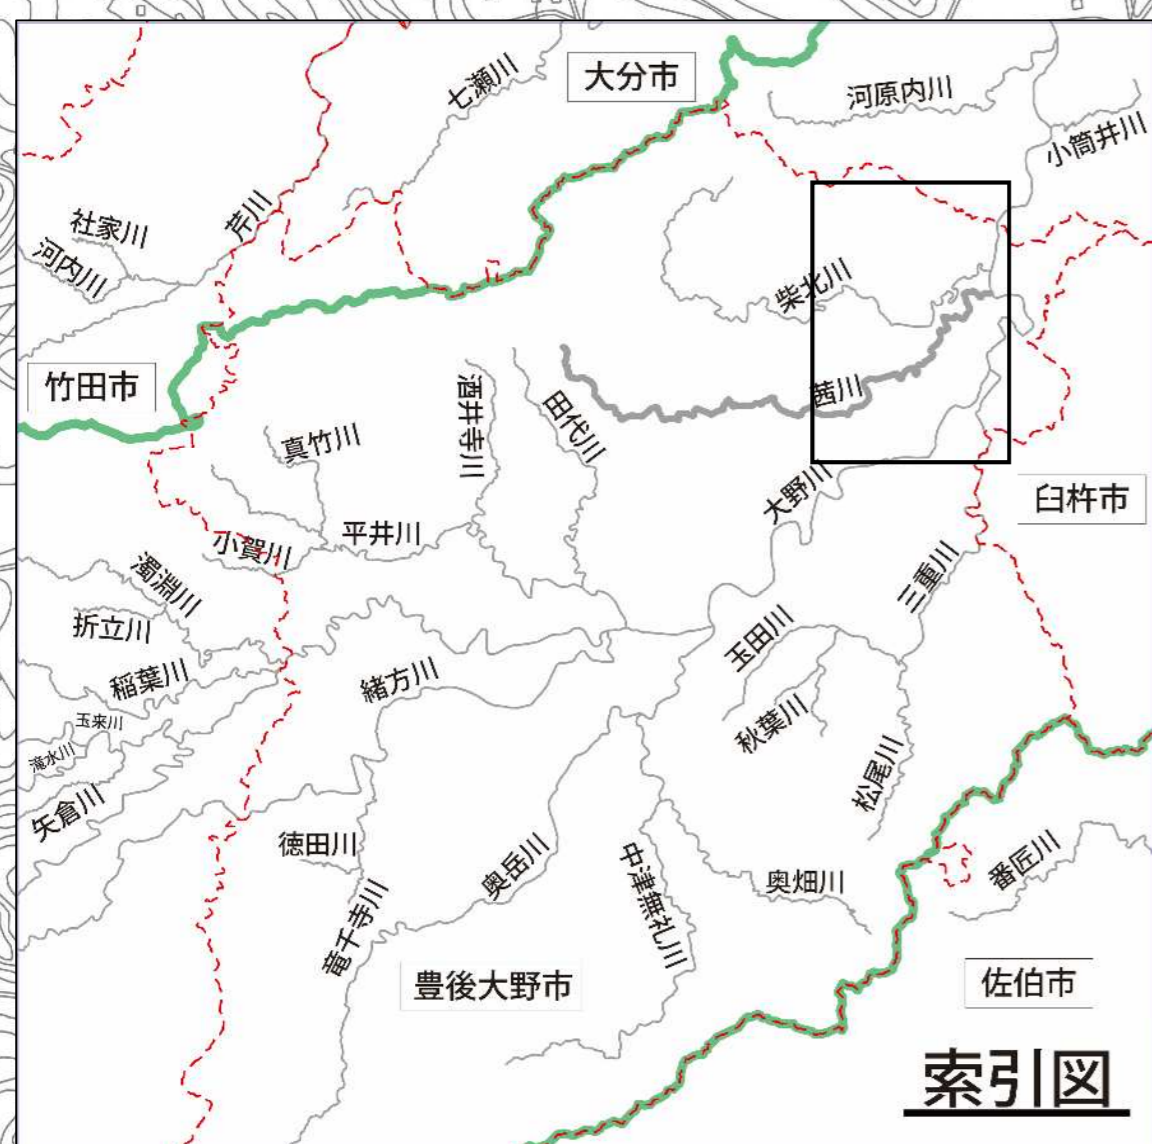 七瀬川
大分市
河原内川
小筒井川
社家川
芹川
河内川
柴北川
竹田市
酒井寺川
田代川
茜川
真竹川
大野川
臼杵市
平井川
小賀川
濁淵川
三重川
折立川
玉田川
稲葉川
緒方川
玉来川
秋葉川
滝水川
松尾川
矢倉川
徳田川
奥岳川
中津無礼川
奥畑川
番匠川
竜千寺川
豊後大野市
佐伯市
索引図